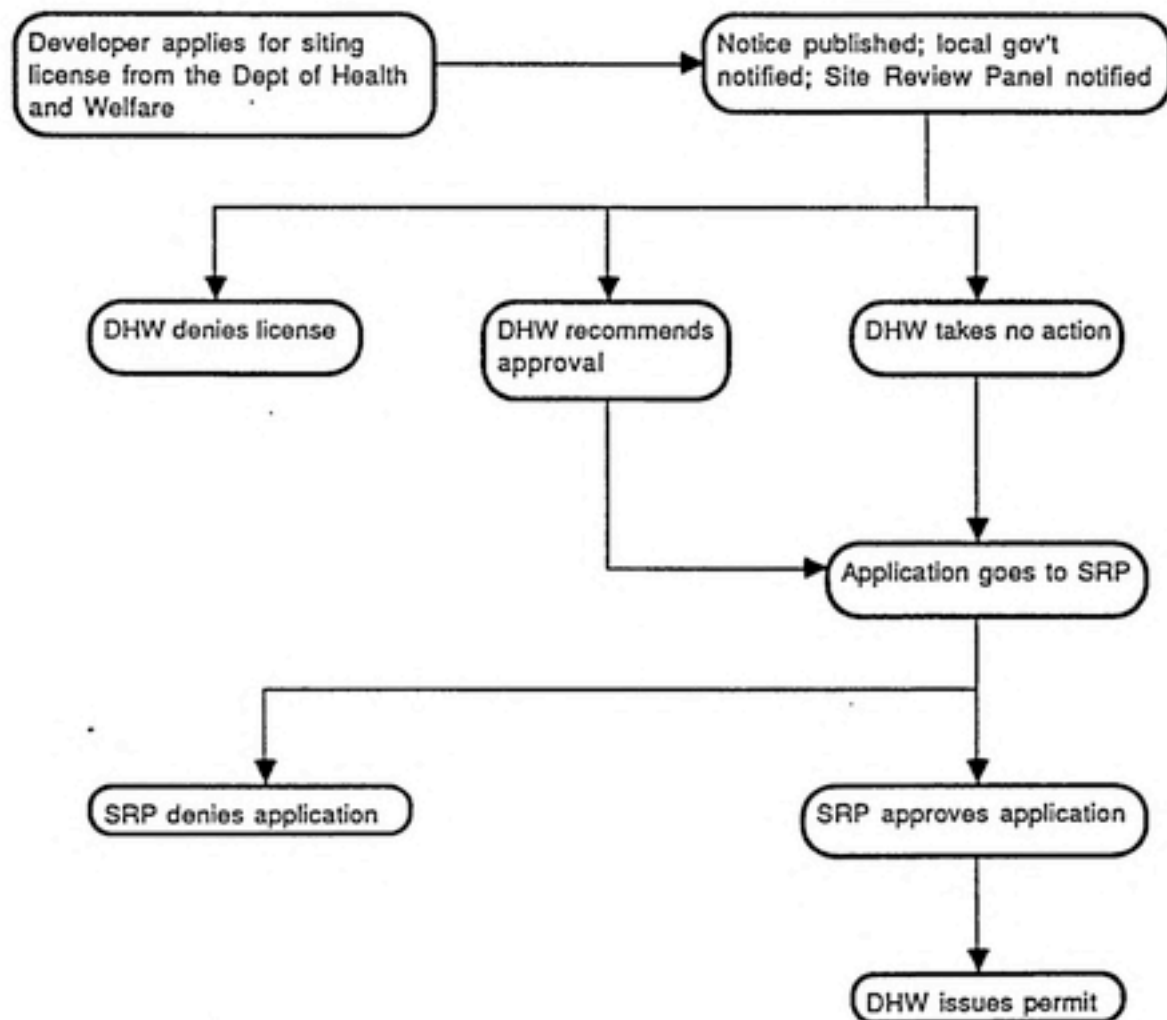 Developer applies for siting
license from the Dept of Health
and Welfare
Notice published; local gov't
notified; Site Review Panel notified
DHW denies license
DHW recommends
approval
DHW takes no action
Application goes to SRP
SRP denies application
SRP approves application
DHW issues permit